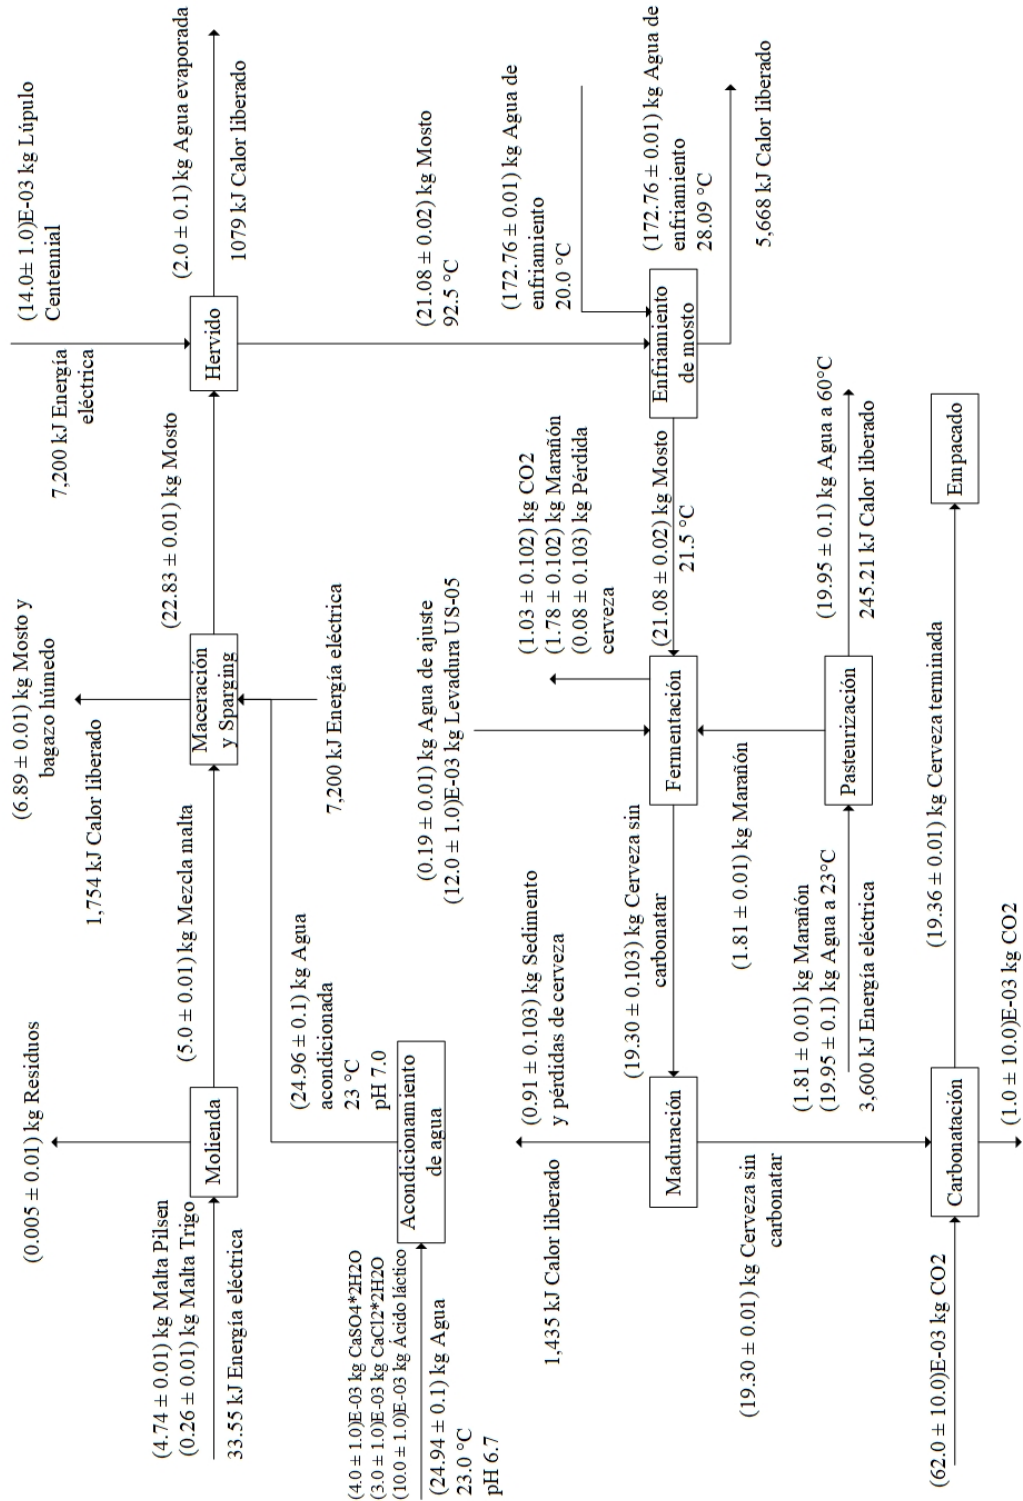 (4.74 ± 0.01) kg Malta Pilsen
(0.26 ± 0.01) kg Malta Trigo
33.55 kJ Energía eléctrica
(0.005 ± 0.01) kg Residuos
Molienda
(5.0 ± 0.01) kg Mezcla malta
(6.89 ± 0.01) kg Mosto y
bagazo húmedo
1,754 kJ Calor liberado
Maceración
y Sparging
7,200 kJ Energía eléctrica
(22.83 ± 0.01) kg Mosto
(14.0± 1.0)E-03 kg Lúpulo
Centennial
7,200 kJ Energía
eléctrica
Hervido
(2.0 ± 0.1) kg Agua evaporada
1079 kJ Calor liberado
(4.0 ± 1.0)E-03 kg CaSO4*2H2O
(3.0 ± 1.0)E-03 kg CaCl2*2H2O
(10.0 ± 1.0)E-03 kg Ácido láctico
(24.94 ± 0.1) kg Agua
23.0 °C
pH 6.7
Acondicionamiento
de agua
(24.96 ± 0.1) kg Agua
acondicionada
23 °C
pH 7.0
(21.08 ± 0.02) kg Mosto
92.5 °C
(172.76 ± 0.01) kg Agua de
enfriamiento
20.0 °C
Enfriamiento
de mosto
(172.76 ± 0.01) kg Agua de
enfriamiento
28.09 °C
5,668 kJ Calor liberado
(21.08 ± 0.02) kg Mosto
21.5 °C
(0.19 ± 0.01) kg Agua de ajuste
(12.0 ± 1.0)E-03 kg Levadura US-05
(1.03 ± 0.102) kg CO2
(1.78 ± 0.102) kg Marañón
(0.08 ± 0.103) kg Pérdida
cerveza
Fermentación
(19.30 ± 0.103) kg Cerveza sin
carbonatar
(1.81 ± 0.01) kg Marañón
(1.81 ± 0.01) kg Marañón
(19.95 ± 0.1) kg Agua a 23°C
3,600 kJ Energía eléctrica
Pasteurización
(19.95 ± 0.1) kg Agua a 60°C
245.21 kJ Calor liberado
(0.91 ± 0.103) kg Sedimento
y pérdidas de cerveza
1,435 kJ Calor liberado
Maduración
(19.30 ± 0.01) kg Cerveza sin
carbonatar
(62.0 ± 10.0)E-03 kg CO2
Carbonatación
(1.0 ± 10.0)E-03 kg CO2
(19.36 ± 0.01) kg Cerveza terminada
Empacado